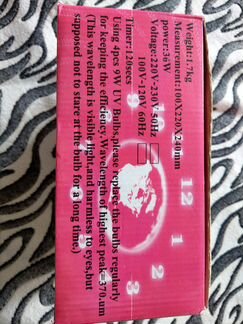 Weight:1.7kg
Measurement:100X220X240mm
power:36W
Voltage:220V~230V 50Hz
100V~120V 60Hz
Timer:120secs
Using 4pcs 9W UV Bulbs,please replace the bulbs regularly
for keeping the efficiency.Wavelength of highest peak=370.um
(This wavelength is visible light,and harmless to eyes,but
supposed not to stare at the bulb for a long time.)
12
1
2
3